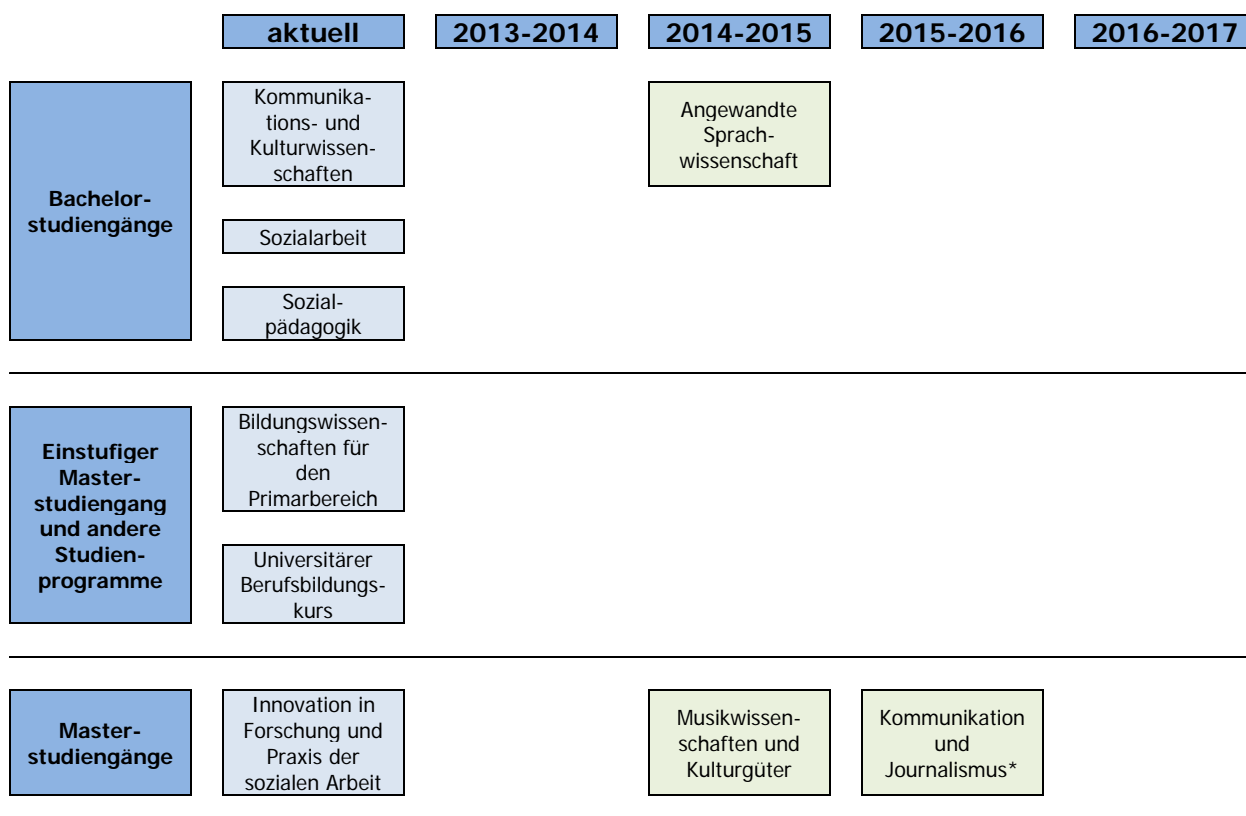 aktuell 2013-2014 2014-2015 2015-2016 2016-2017
Bachelor-
studiengänge
Kommunika-
tions- und
Kulturwissen-
schaften
Angewandte
Sprach-
wissenschaft
Sozialarbeit
Sozial-
pädagogik
Einstufiger
Master-
studiengang
und andere
Studien-
programme
Bildungswissen-
schaften für
den
Primarbereich
Universitärer
Berufsbildungs-
kurs
Master-
studiengänge
Innovation in
Forschung und
Praxis der
sozialen Arbeit
Musikwissen-
schaften und
Kulturgüter
Kommunikation
und
Journalismus*